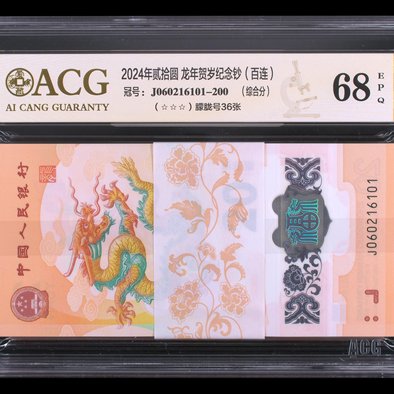 ACG
AI CANG GUARANTY
2024年贰拾圆 龙年贺岁纪念钞（百连）
冠号：J060216101-200 （综合分）
（☆☆☆）朦胧号36张
68
EPQ
中国人民银行
J060216101
ACG